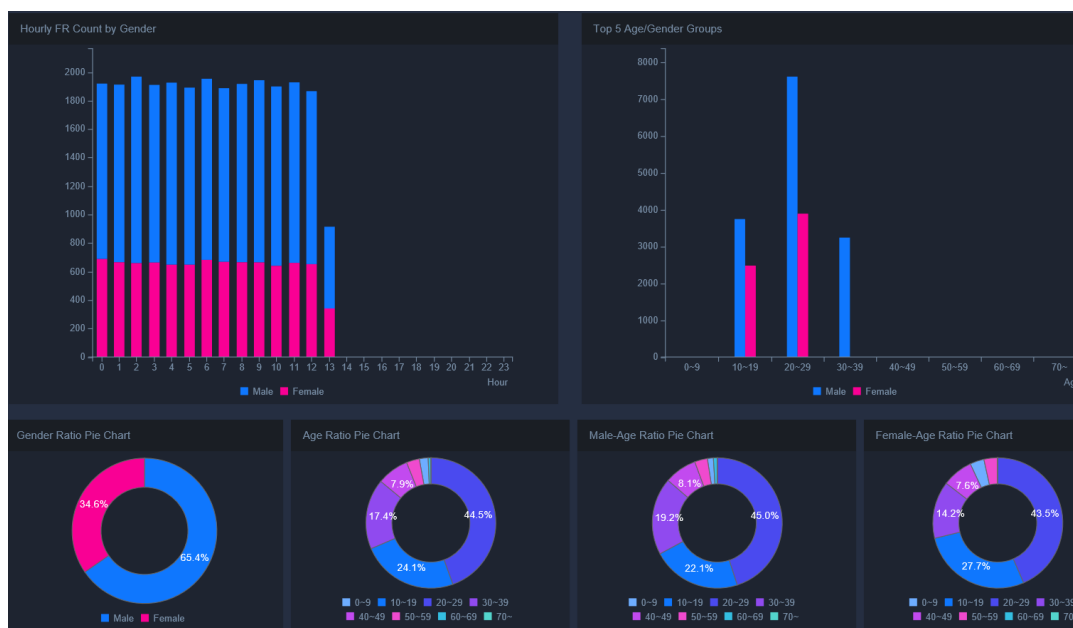 Hourly FR Count by Gender
2000
1800
1600
1400
1200
1000
800
600
400
200
0
0 1 2 3 4 5 6 7 8 9 10 11 12 13 14 15 16 17 18 19 20 21 22 23
Hour
Male Female
Top 5 Age/Gender Groups
8000
7000
6000
5000
4000
3000
2000
1000
0
0~9 10~19 20~29 30~39 40~49 50~59 60~69 70~
Ag
Male Female
Gender Ratio Pie Chart
34.6%
65.4%
Male Female
Age Ratio Pie Chart
7.9%
17.4%
44.5%
24.1%
0~9 10~19 20~29 30~39
40~49 50~59 60~69 70~
Male-Age Ratio Pie Chart
8.1%
19.2%
45.0%
22.1%
0~9 10~19 20~29 30~39
40~49 50~59 60~69 70~
Female-Age Ratio Pie Chart
7.6%
14.2%
43.5%
27.7%
0~9 10~19 20~29 30~39
40~49 50~59 60~69 70